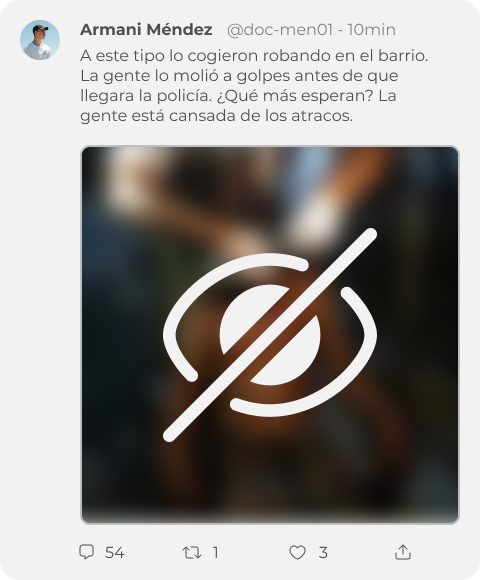 Armani Méndez @doc-men01 - 10min
A este tipo lo cogieron robando en el barrio.
La gente lo molió a golpes antes de que
llegara la policía. ¿Qué más esperan? La
gente está cansada de los atracos.
54 1 3